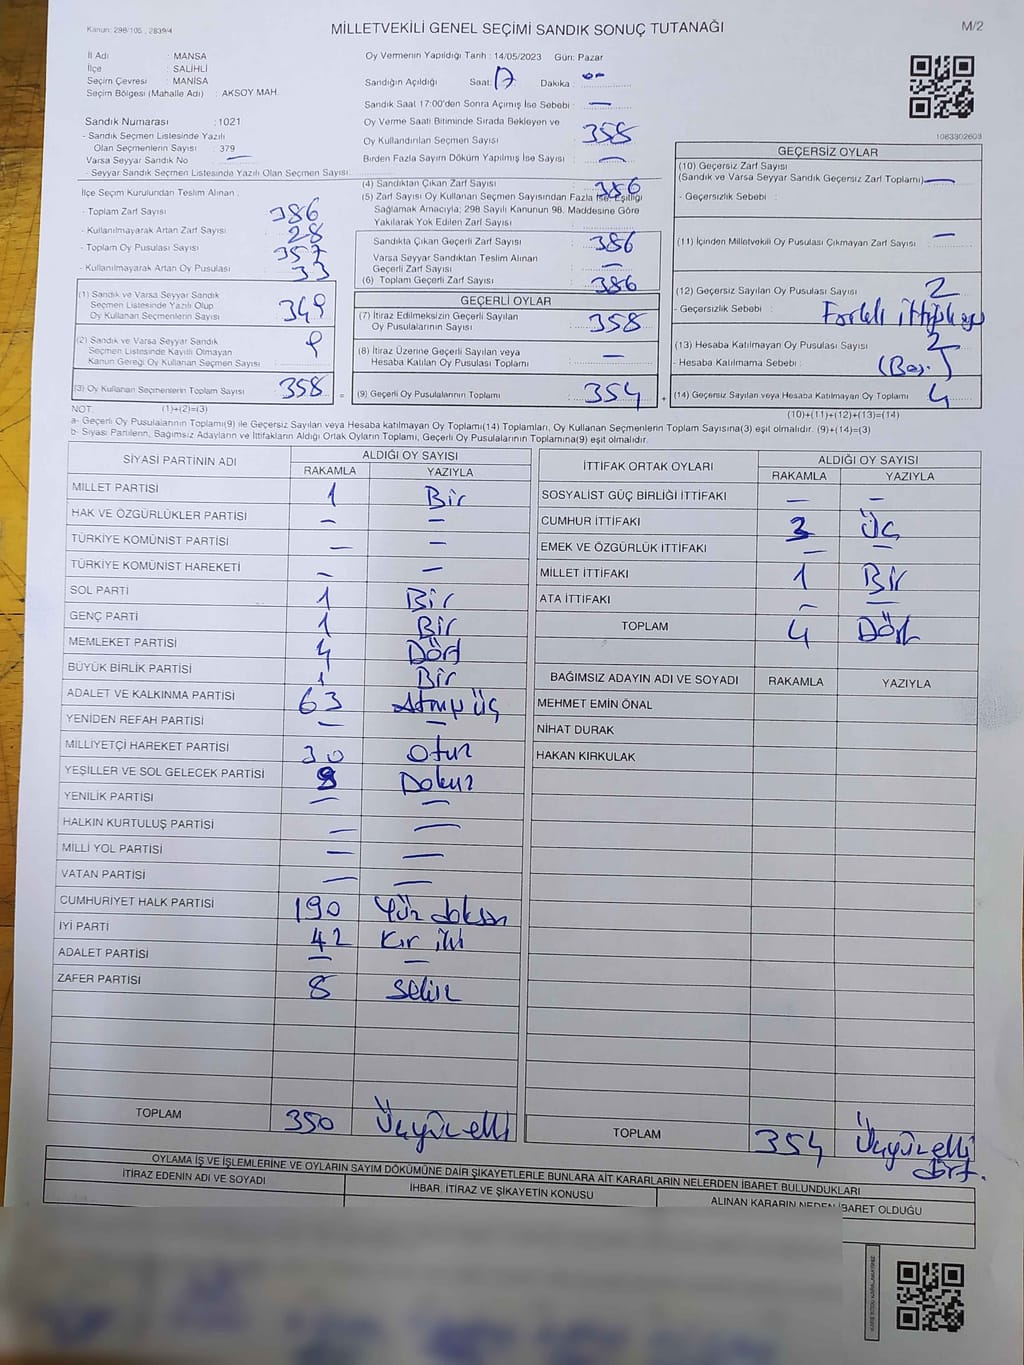 Kanun: 298/105, 2839/4
MİLLETVEKİLİ GENEL SEÇİMİ SANDIK SONUÇ TUTANAĞI
M/2
İl Adı : MANİSA
İlçe : SALİHLİ
Seçim Çevresi : MANİSA
Seçim Bölgesi (Mahalle Adı) : AKSOY MAH.
Sandık Numarası : 1021
- Sandık Seçmen Listesinde Yazılı
Olan Seçmenlerin Sayısı : 379
Varsa Seyyar Sandık No —
- Seyyar Sandık Seçmen Listesinde Yazılı Olan Seçmen Sayısı:
Oy Vermenin Yapıldığı Tarih : 14/05/2023 Gün: Pazar
Sandığın Açıldığı Saat: 17 Dakika : --
Sandık Saat 17:00'den Sonra Açılmış İse Sebebi : —
Oy Verme Saati Bitiminde Sırada Bekleyen ve
Oy Kullandırılan Seçmen Sayısı : 358
Birden Fazla Sayım Döküm Yapılmış İse Sayısı : —
1063302603
İlçe Seçim Kurulundan Teslim Alınan :
- Toplam Zarf Sayısı : 386
- Kullanılmayarak Artan Zarf Sayısı : 28
- Toplam Oy Pusulası Sayısı : 357
- Kullanılmayarak Artan Oy Pusulası : 33
(1) Sandık ve Varsa Seyyar Sandık
Seçmen Listesinde Yazılı Olup
Oy Kullanan Seçmenlerin Sayısı : 349
(2) Sandık ve Varsa Seyyar Sandık
Seçmen Listesinde Kayıtlı Olmayan
Kanun Gereği Oy Kullanan Seçmen Sayısı : 9
(3) Oy Kullanan Seçmenlerin Toplam Sayısı : 358
(4) Sandıktan Çıkan Zarf Sayısı : 386
(5) Zarf Sayısı Oy Kullanan Seçmen Sayısından Fazla İse, Eşitliği
Sağlamak Amacıyla; 298 Sayılı Kanunun 98. Maddesine Göre
Yakılarak Yok Edilen Zarf Sayısı :
Sandıkta Çıkan Geçerli Zarf Sayısı : 386
Varsa Seyyar Sandıktan Teslim Alınan
Geçerli Zarf Sayısı : —
(6) Toplam Geçerli Zarf Sayısı : 386
GEÇERLİ OYLAR
(7) İtiraz Edilmeksizin Geçerli Sayılan
Oy Pusulalarının Sayısı : 358
(8) İtiraz Üzerine Geçerli Sayılan veya
Hesaba Katılan Oy Pusulası Toplamı : —
= (9) Geçerli Oy Pusulalarının Toplamı : 354 +
GEÇERSİZ OYLAR
(10) Geçersiz Zarf Sayısı
(Sandık ve Varsa Seyyar Sandık Geçersiz Zarf Toplamı) —
- Geçersizlik Sebebi :
(11) İçinden Milletvekili Oy Pusulası Çıkmayan Zarf Sayısı : —
(12) Geçersiz Sayılan Oy Pusulası Sayısı : 2
- Geçersizlik Sebebi : Farklı
(13) Hesaba Katılmayan Oy Pusulası Sayısı : 2
- Hesaba Katılmama Sebebi :
(14) Geçersiz Sayılan veya Hesaba Katılmayan Oy Toplamı : 4
NOT: (1)+(2)=(3)
(10)+(11)+(12)+(13)=(14)
a- Geçerli Oy Pusulalarının Toplamı(9) ile Geçersiz Sayılan veya Hesaba katılmayan Oy Toplamı(14) Toplamları, Oy Kullanan Seçmenlerin Toplam Sayısına(3) eşit olmalıdır. (9)+(14)=(3)
b- Siyasi Partilerin, Bağımsız Adayların ve İttifakların Aldığı Ortak Oyların Toplamı, Geçerli Oy Pusulalarının Toplamına(9) eşit olmalıdır.
SİYASİ PARTİNİN ADI ALDIĞI OY SAYISI
RAKAMLA YAZIYLA
MİLLET PARTİSİ 1 Bir
HAK VE ÖZGÜRLÜKLER PARTİSİ — —
TÜRKİYE KOMÜNİST PARTİSİ — —
TÜRKİYE KOMÜNİST HAREKETİ — —
SOL PARTİ 1 Bir
GENÇ PARTİ 1 Bir
MEMLEKET PARTİSİ 4 Dört
BÜYÜK BİRLİK PARTİSİ 1 Bir
ADALET VE KALKINMA PARTİSİ 63 Atmış üç
YENİDEN REFAH PARTİSİ — —
MİLLİYETÇİ HAREKET PARTİSİ 30 Otuz
YEŞİLLER VE SOL GELECEK PARTİSİ 9 Dokuz
YENİLİK PARTİSİ — —
HALKIN KURTULUŞ PARTİSİ — —
MİLLİ YOL PARTİSİ — —
VATAN PARTİSİ — —
CUMHURİYET HALK PARTİSİ 190 Yüz doksan
İYİ PARTİ 42 Kırk iki
ADALET PARTİSİ — —
ZAFER PARTİSİ 8 Sekiz
TOPLAM 350 Üçyüz elli
İTTİFAK ORTAK OYLARI ALDIĞI OY SAYISI
RAKAMLA YAZIYLA
SOSYALİST GÜÇ BİRLİĞİ İTTİFAKI — —
CUMHUR İTTİFAKI 3 Üç
EMEK VE ÖZGÜRLÜK İTTİFAKI — —
MİLLET İTTİFAKI 1 Bir
ATA İTTİFAKI — —
TOPLAM 4 Dört
BAĞIMSIZ ADAYIN ADI VE SOYADI RAKAMLA YAZIYLA
MEHMET EMİN ÖNAL
NİHAT DURAK
HAKAN KIRKULAK
TOPLAM 354 Üçyüz elli
dört.
OYLAMA İŞ VE İŞLEMLERİNE VE OYLARIN SAYIM DÖKÜMÜNE DAİR ŞİKAYETLERLE BUNLARA AİT KARARLARIN NELERDEN İBARET BULUNDUKLARI
İTİRAZ EDENİN ADI VE SOYADI İHBAR, İTİRAZ VE ŞİKAYETİN KONUSU ALINAN KARARIN NEDEN İBARET OLDUĞU